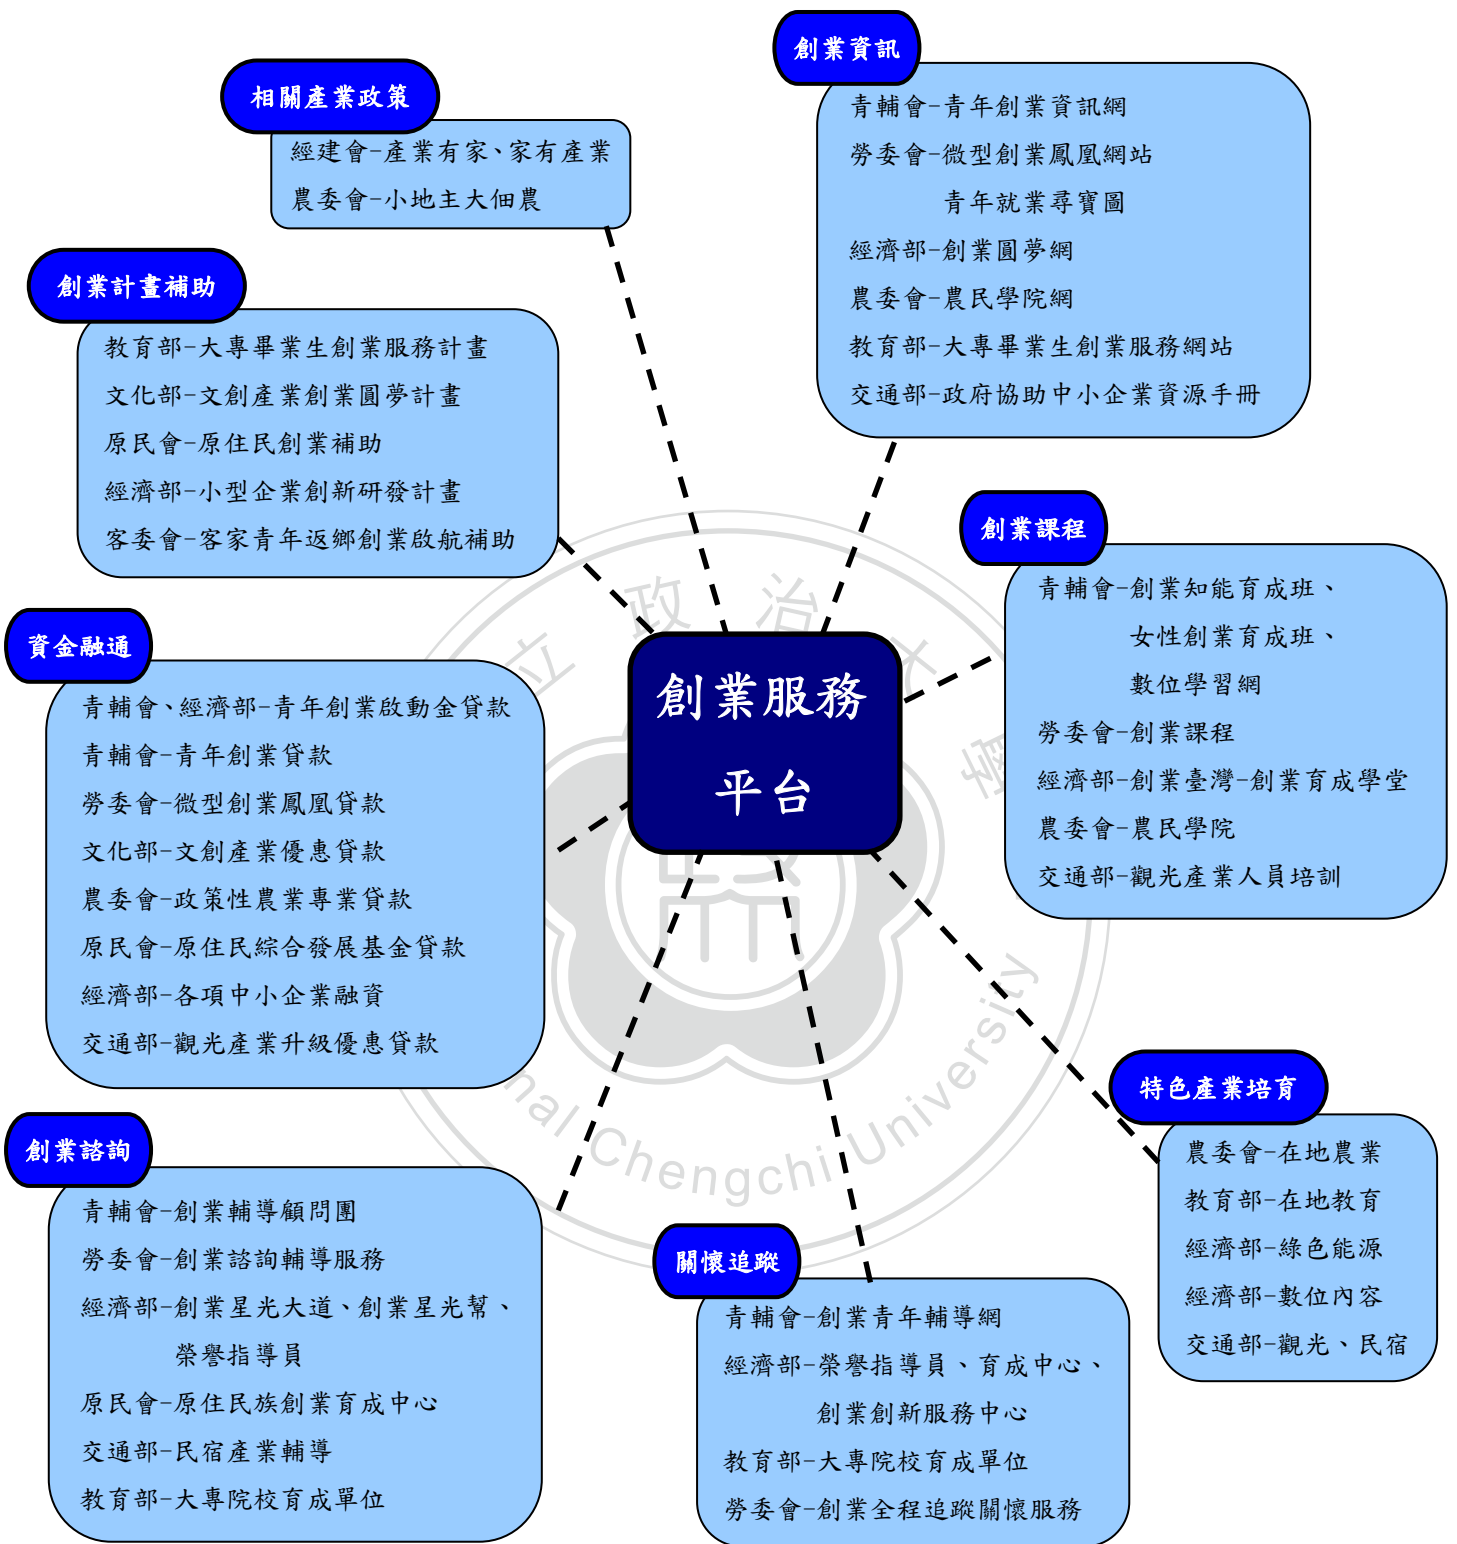 創業資訊
青輔會-青年創業資訊網
勞委會-微型創業鳳凰網站
青年就業尋寶圖
經濟部-創業圓夢網
農委會-農民學院網
教育部-大專畢業生創業服務網站
交通部-政府協助中小企業資源手冊
相關產業政策
經建會-產業有家、家有產業
農委會-小地主大佃農
創業計畫補助
教育部-大專畢業生創業服務計畫
文化部-文創產業創業圓夢計畫
原民會-原住民創業補助
經濟部-小型企業創新研發計畫
客委會-客家青年返鄉創業啟航補助
創業課程
青輔會-創業知能育成班、
女性創業育成班、
數位學習網
勞委會-創業課程
經濟部-創業臺灣-創業育成學堂
農委會-農民學院
交通部-觀光產業人員培訓
創業服務
平台
資金融通
青輔會、經濟部-青年創業啟動金貸款
青輔會-青年創業貸款
勞委會-微型創業鳳凰貸款
文化部-文創產業優惠貸款
農委會-政策性農業專業貸款
原民會-原住民綜合發展基金貸款
經濟部-各項中小企業融資
交通部-觀光產業升級優惠貸款
特色產業培育
農委會-在地農業
教育部-在地教育
經濟部-綠色能源
經濟部-數位內容
交通部-觀光、民宿
創業諮詢
青輔會-創業輔導顧問團
勞委會-創業諮詢輔導服務
經濟部-創業星光大道、創業星光幫、
榮譽指導員
原民會-原住民族創業育成中心
交通部-民宿產業輔導
教育部-大專院校育成單位
關懷追蹤
青輔會-創業青年輔導網
經濟部-榮譽指導員、育成中心、
創業創新服務中心
教育部-大專院校育成單位
勞委會-創業全程追蹤關懷服務
立政治大學
nal Chengchi University